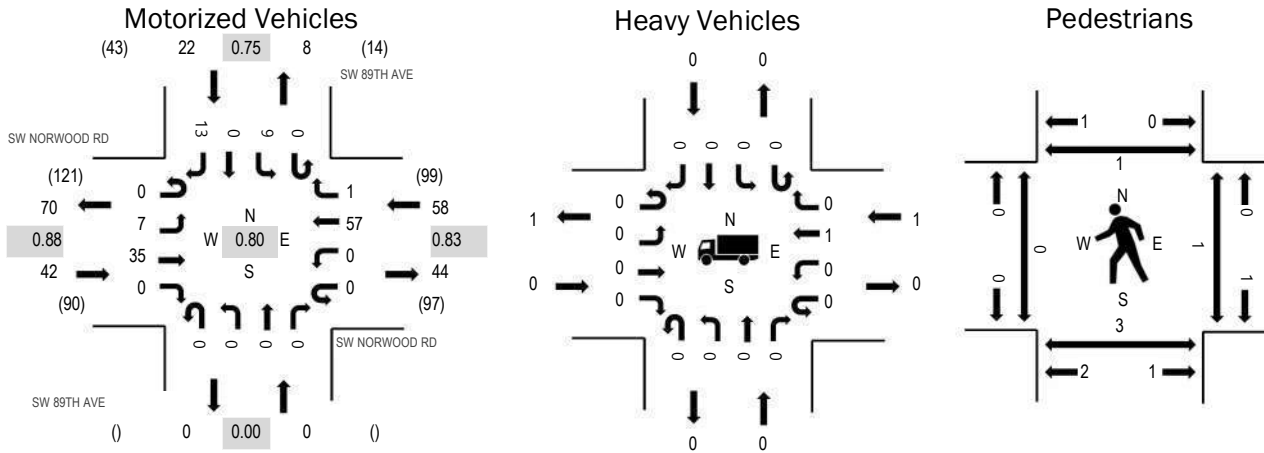 Motorized Vehicles
(43) 22 0.75 8 (14)
SW 89TH AVE
13 0 9 0
SW NORWOOD RD
(121) 0 1 (99)
70 7 N 57 58
0.88 W 0.80 E 0.83
42 35 S 0 44
(90) 0 0 (97)
0 0 0 0
SW NORWOOD RD
SW 89TH AVE
() 0 0.00 0 ()
Heavy Vehicles
0 0
0 0 0 0
0 0
1 0 N 1 1
W E
0 0 S 0 0
0 0
0 0 0 0
0 0
Pedestrians
1 0
1
0 N 0
W 0 E 1
0 S 1
3
2 1